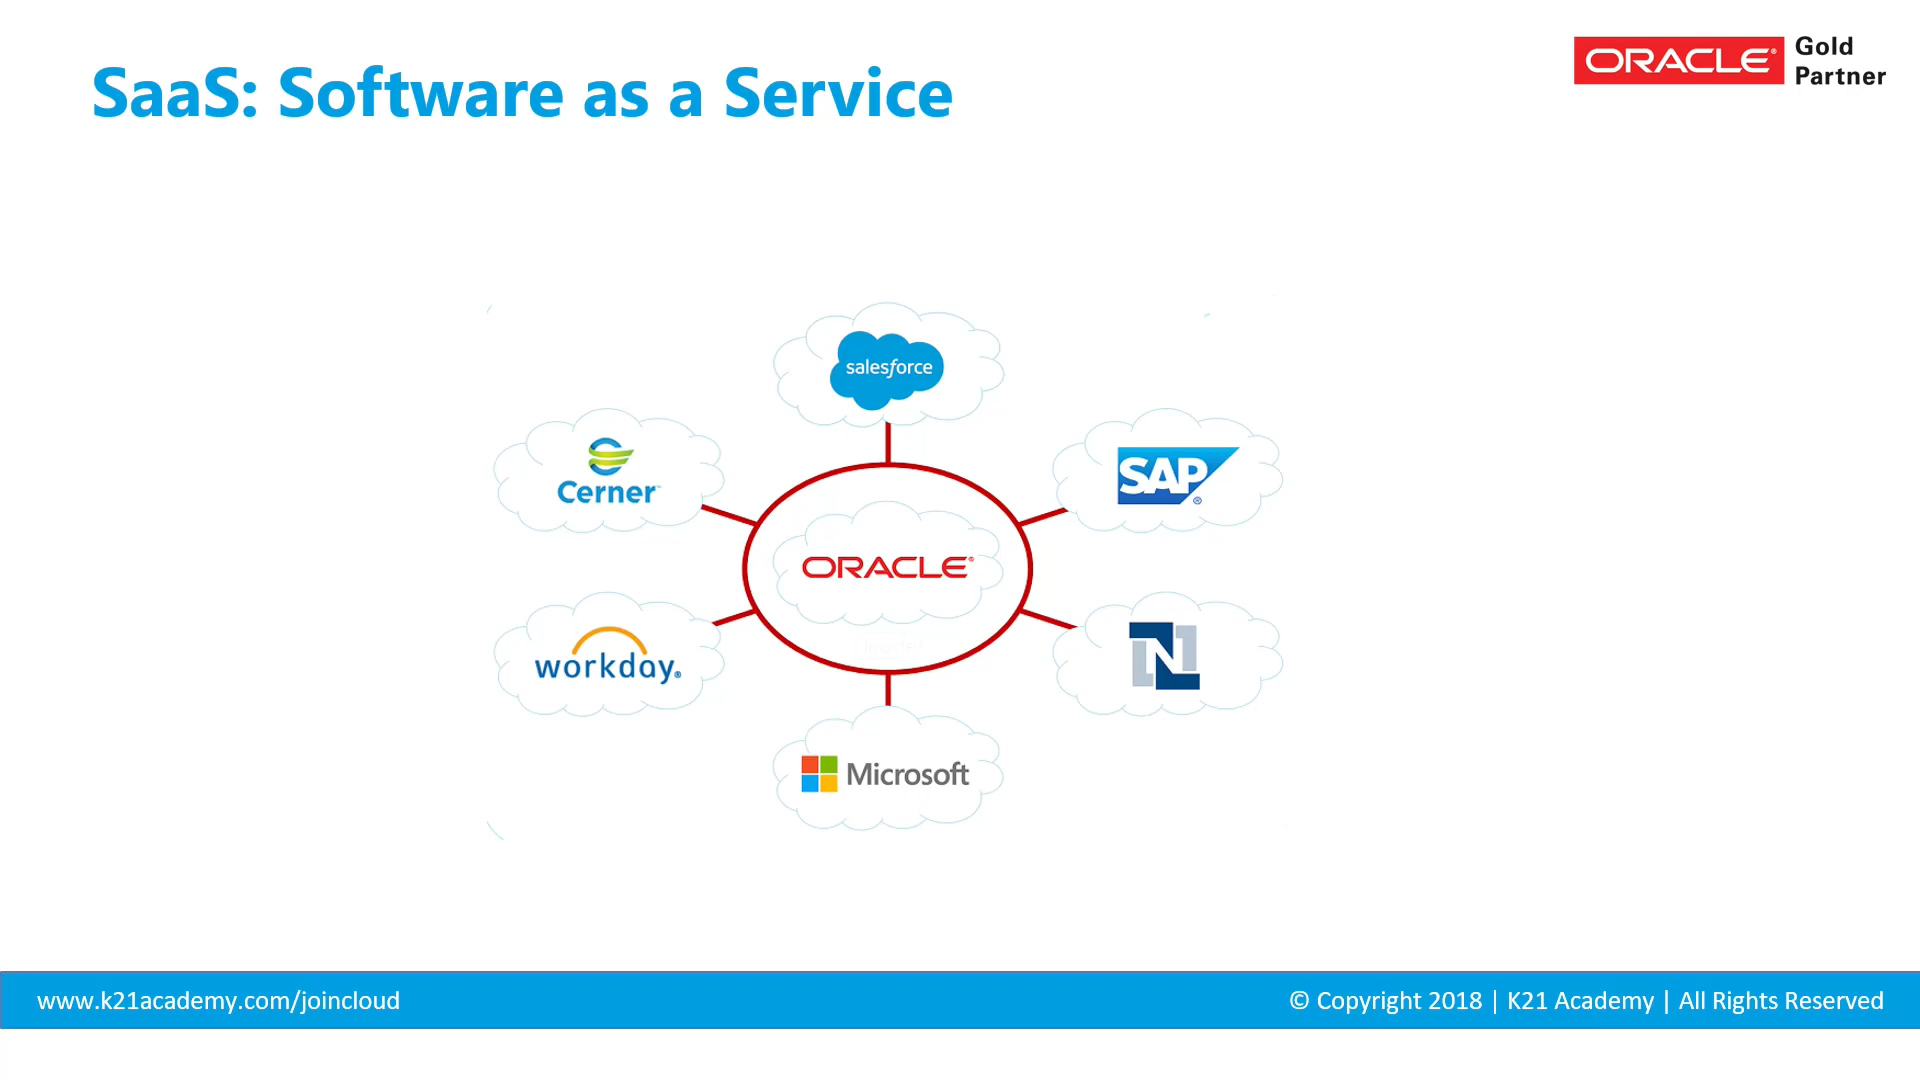 SaaS: Software as a Service
ORACLE® Gold
Partner
salesforce
Cerner™
SAP®
ORACLE®
workday®
N
Microsoft
www.k21academy.com/joincloud
© Copyright 2018 | K21 Academy | All Rights Reserved